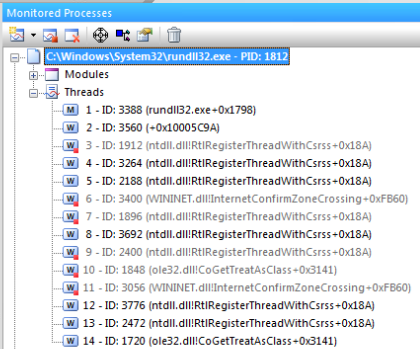 Monitored Processes
C:\Windows\System32\rundll32.exe - PID: 1812
Modules
Threads
M 1 - ID: 3388 (rundll32.exe+0x1798)
W 2 - ID: 3560 (+0x10005C9A)
W 3 - ID: 1912 (ntdll.dll!RtlRegisterThreadWithCsrss+0x18A)
W 4 - ID: 3264 (ntdll.dll!RtlRegisterThreadWithCsrss+0x18A)
W 5 - ID: 2188 (ntdll.dll!RtlRegisterThreadWithCsrss+0x18A)
W 6 - ID: 3400 (WININET.dll!InternetConfirmZoneCrossing+0xFB60)
W 7 - ID: 1896 (ntdll.dll!RtlRegisterThreadWithCsrss+0x18A)
W 8 - ID: 3692 (ntdll.dll!RtlRegisterThreadWithCsrss+0x18A)
W 9 - ID: 2400 (ntdll.dll!RtlRegisterThreadWithCsrss+0x18A)
W 10 - ID: 1848 (ole32.dll!CoGetTreatAsClass+0x3141)
W 11 - ID: 3056 (WININET.dll!InternetConfirmZoneCrossing+0xFB60)
W 12 - ID: 3776 (ntdll.dll!RtlRegisterThreadWithCsrss+0x18A)
W 13 - ID: 2472 (ntdll.dll!RtlRegisterThreadWithCsrss+0x18A)
W 14 - ID: 1720 (ole32.dll!CoGetTreatAsClass+0x3141)